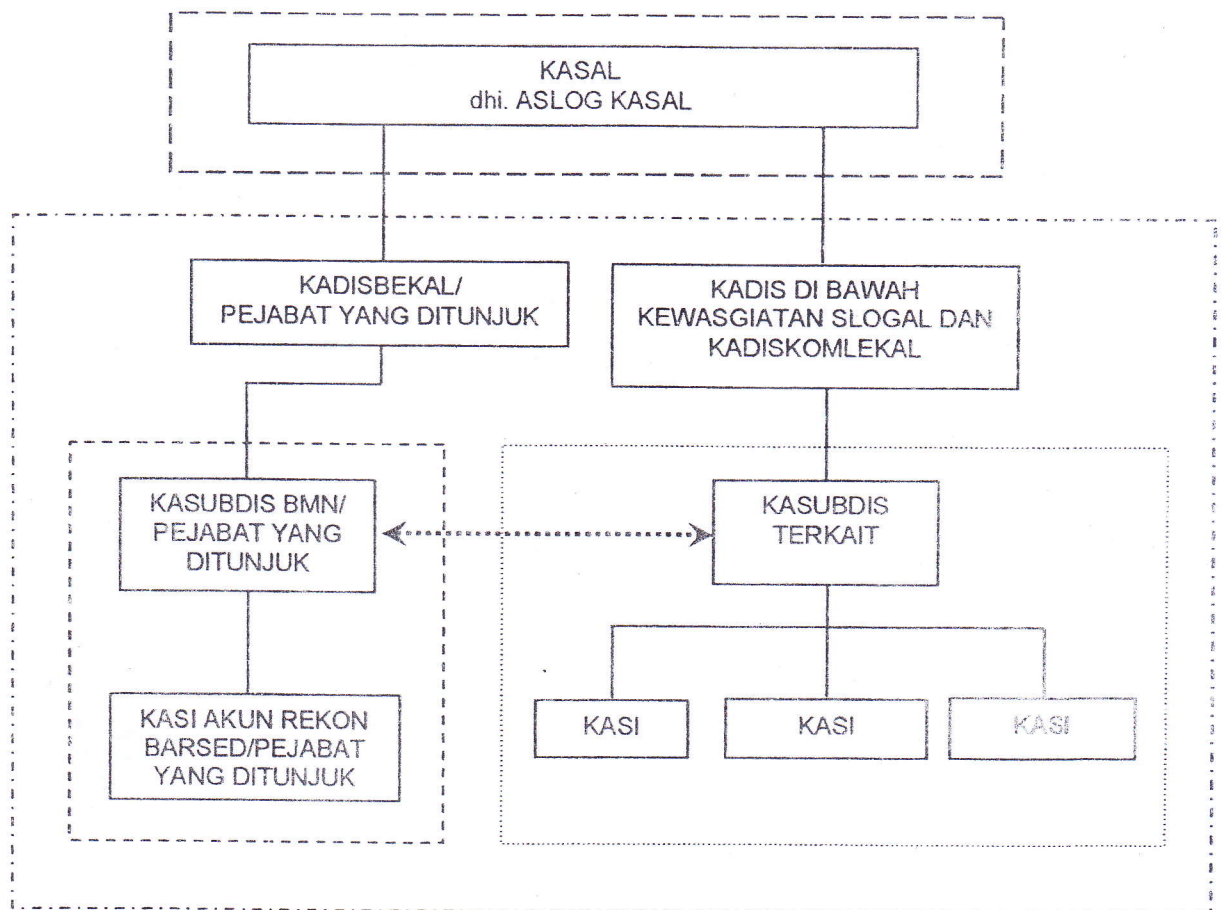 KASAL
dhi. ASLOG KASAL
KADISBEKAL/
PEJABAT YANG DITUNJUK
KADIS DI BAWAH
KEWASGIATAN SLOGAL DAN
KADISKOMLEKAL
KASUBDIS BMN/
PEJABAT YANG
DITUNJUK
KASUBDIS
TERKAIT
KASI AKUN REKON
BARSED/PEJABAT
YANG DITUNJUK
KASI
KASI
KASI